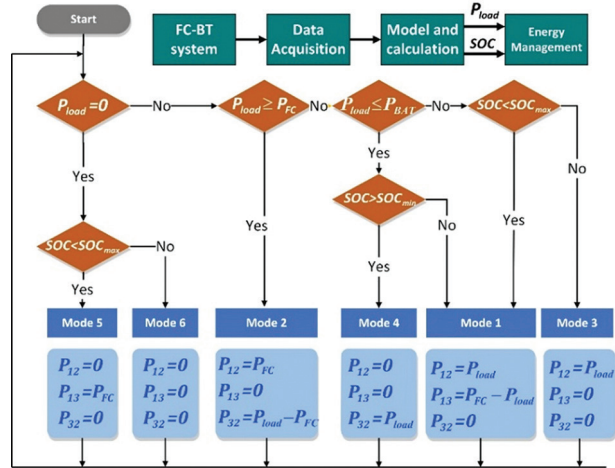 Start
FC-BT
system
Data
Acquisition
Model and
calculation
P_load
SOC
Energy
Management
P_load=0
No
P_load≥P_FC
No
P_load≤P_BAT
No
SOC<SOC_max
Yes
Yes
Yes
No
SOC>SOC_min
No
Yes
SOC<SOC_max
No
Yes
Yes
Mode 5
Mode 6
Mode 2
Mode 4
Mode 1
Mode 3
P_12=0
P_13=P_FC
P_32=0
P_12=0
P_13=0
P_32=0
P_12=P_FC
P_13=0
P_32=P_load−P_FC
P_12=0
P_13=0
P_32=P_load
P_12=P_load
P_13=P_FC−P_load
P_32=0
P_12=P_load
P_13=0
P_32=0